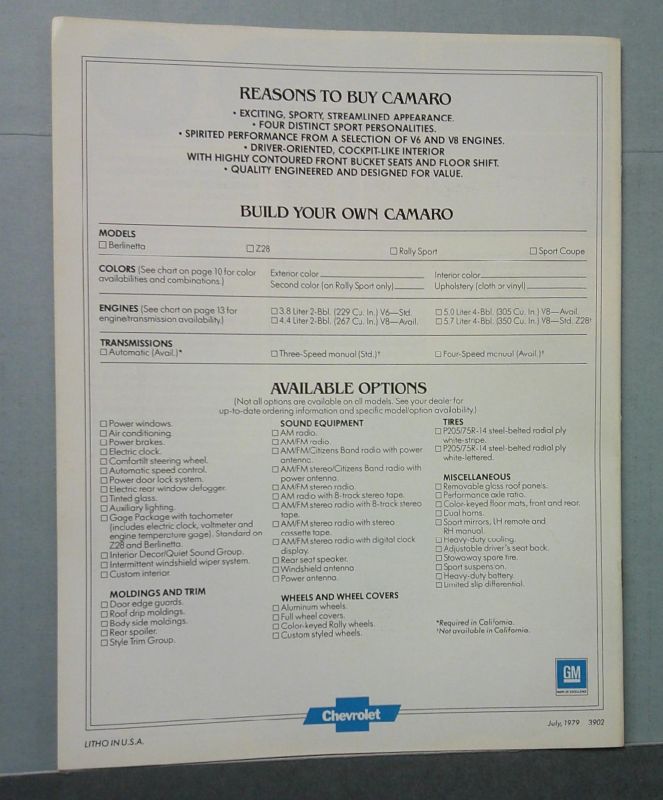 REASONS TO BUY CAMARO
• EXCITING, SPORTY, STREAMLINED APPEARANCE.
• FOUR DISTINCT SPORT PERSONALITIES.
• SPIRITED PERFORMANCE FROM A SELECTION OF V6 AND V8 ENGINES.
• DRIVER-ORIENTED, COCKPIT-LIKE INTERIOR
WITH HIGHLY CONTOURED FRONT BUCKET SEATS AND FLOOR SHIFT.
• QUALITY ENGINEERED AND DESIGNED FOR VALUE.
BUILD YOUR OWN CAMARO
MODELS
☐ Berlinetta ☐ Z28 ☐ Rally Sport ☐ Sport Coupe
COLORS (See chart on page 10 for color
availabilities and combinations.)
Exterior color
Second color (on Rally Sport only)
Interior color
Upholstery (cloth or vinyl)
ENGINES (See chart on page 13 for
engine/transmission availability.)
☐ 3.8 Liter 2-Bbl. (229 Cu. In.) V6—Std.
☐ 4.4 Liter 2-Bbl. (267 Cu. In.) V8—Avail.
☐ 5.0 Liter 4-Bbl. (305 Cu. In.) V8—Avail.
☐ 5.7 Liter 4-Bbl. (350 Cu. In.) V8—Std. Z28†
TRANSMISSIONS
☐ Automatic (Avail.)* ☐ Three-Speed manual (Std.)† ☐ Four-Speed manual (Avail.)†
AVAILABLE OPTIONS
(Not all options are available on all models. See your dealer for
up-to-date ordering information and specific model/option availability.)
☐ Power windows.
☐ Air conditioning.
☐ Power brakes.
☐ Electric clock.
☐ Comfortilt steering wheel.
☐ Automatic speed control.
☐ Power door lock system.
☐ Electric rear window defogger.
☐ Tinted glass.
☐ Auxiliary lighting.
☐ Gage Package with tachometer
(includes electric clock, voltmeter and
engine temperature gage). Standard on
Z28 and Berlinetta.
☐ Interior Decor/Quiet Sound Group.
☐ Intermittent windshield wiper system.
☐ Custom interior.
MOLDINGS AND TRIM
☐ Door edge guards.
☐ Roof drip moldings.
☐ Body side moldings.
☐ Rear spoiler.
☐ Style Trim Group.
SOUND EQUIPMENT
☐ AM radio.
☐ AM/FM radio.
☐ AM/FM/Citizens Band radio with power
antenna.
☐ AM/FM stereo/Citizens Band radio with
power antenna.
☐ AM/FM stereo radio.
☐ AM radio with 8-track stereo tape.
☐ AM/FM stereo radio with 8-track stereo
tape.
☐ AM/FM stereo radio with stereo
cassette tape.
☐ AM/FM stereo radio with digital clock
display.
☐ Rear seat speaker.
☐ Windshield antenna
☐ Power antenna.
WHEELS AND WHEEL COVERS
☐ Aluminum wheels.
☐ Full wheel covers.
☐ Color-keyed Rally wheels.
☐ Custom styled wheels.
TIRES
☐ P205/75R-14 steel-belted radial ply
white-stripe.
☐ P205/75R-14 steel-belted radial ply
white-lettered.
MISCELLANEOUS
☐ Removable glass roof panels.
☐ Performance axle ratio.
☐ Color-keyed floor mats, front and rear.
☐ Dual horns.
☐ Sport mirrors, LH remote and
RH manual.
☐ Heavy-duty cooling.
☐ Adjustable driver's seat back.
☐ Stowaway spare tire.
☐ Sport suspension.
☐ Heavy-duty battery.
☐ Limited slip differential.
*Required in California.
†Not available in California.
GM
MARK OF EXCELLENCE
Chevrolet
July, 1979 3902
LITHO IN U.S.A.